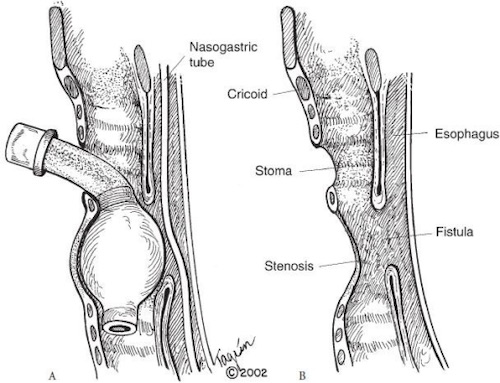 Nasogastric
tube
Cricoid
Esophagus
Stoma
Fistula
Stenosis
A
B
©2002